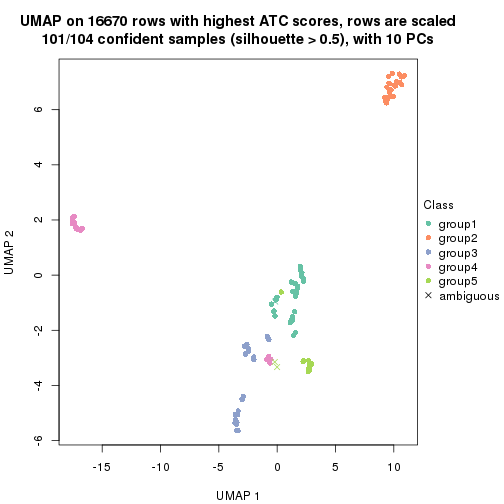 UMAP on 16670 rows with highest ATC scores, rows are scaled
101/104 confident samples (silhouette > 0.5), with 10 PCs
6
4
2
0
-2
-4
-6
UMAP 2
-15
-10
-5
0
5
10
UMAP 1
Class
group1
group2
group3
group4
group5
ambiguous